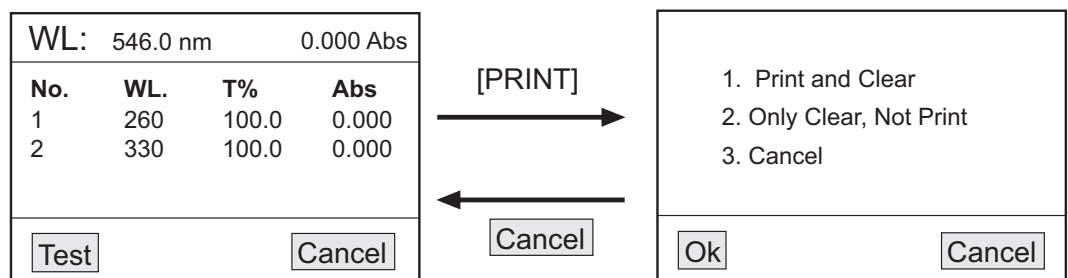 WL: 546.0 nm 0.000 Abs
No. WL. T% Abs
1 260 100.0 0.000
2 330 100.0 0.000
Test Cancel
[PRINT]
Cancel
1. Print and Clear
2. Only Clear, Not Print
3. Cancel
Ok Cancel